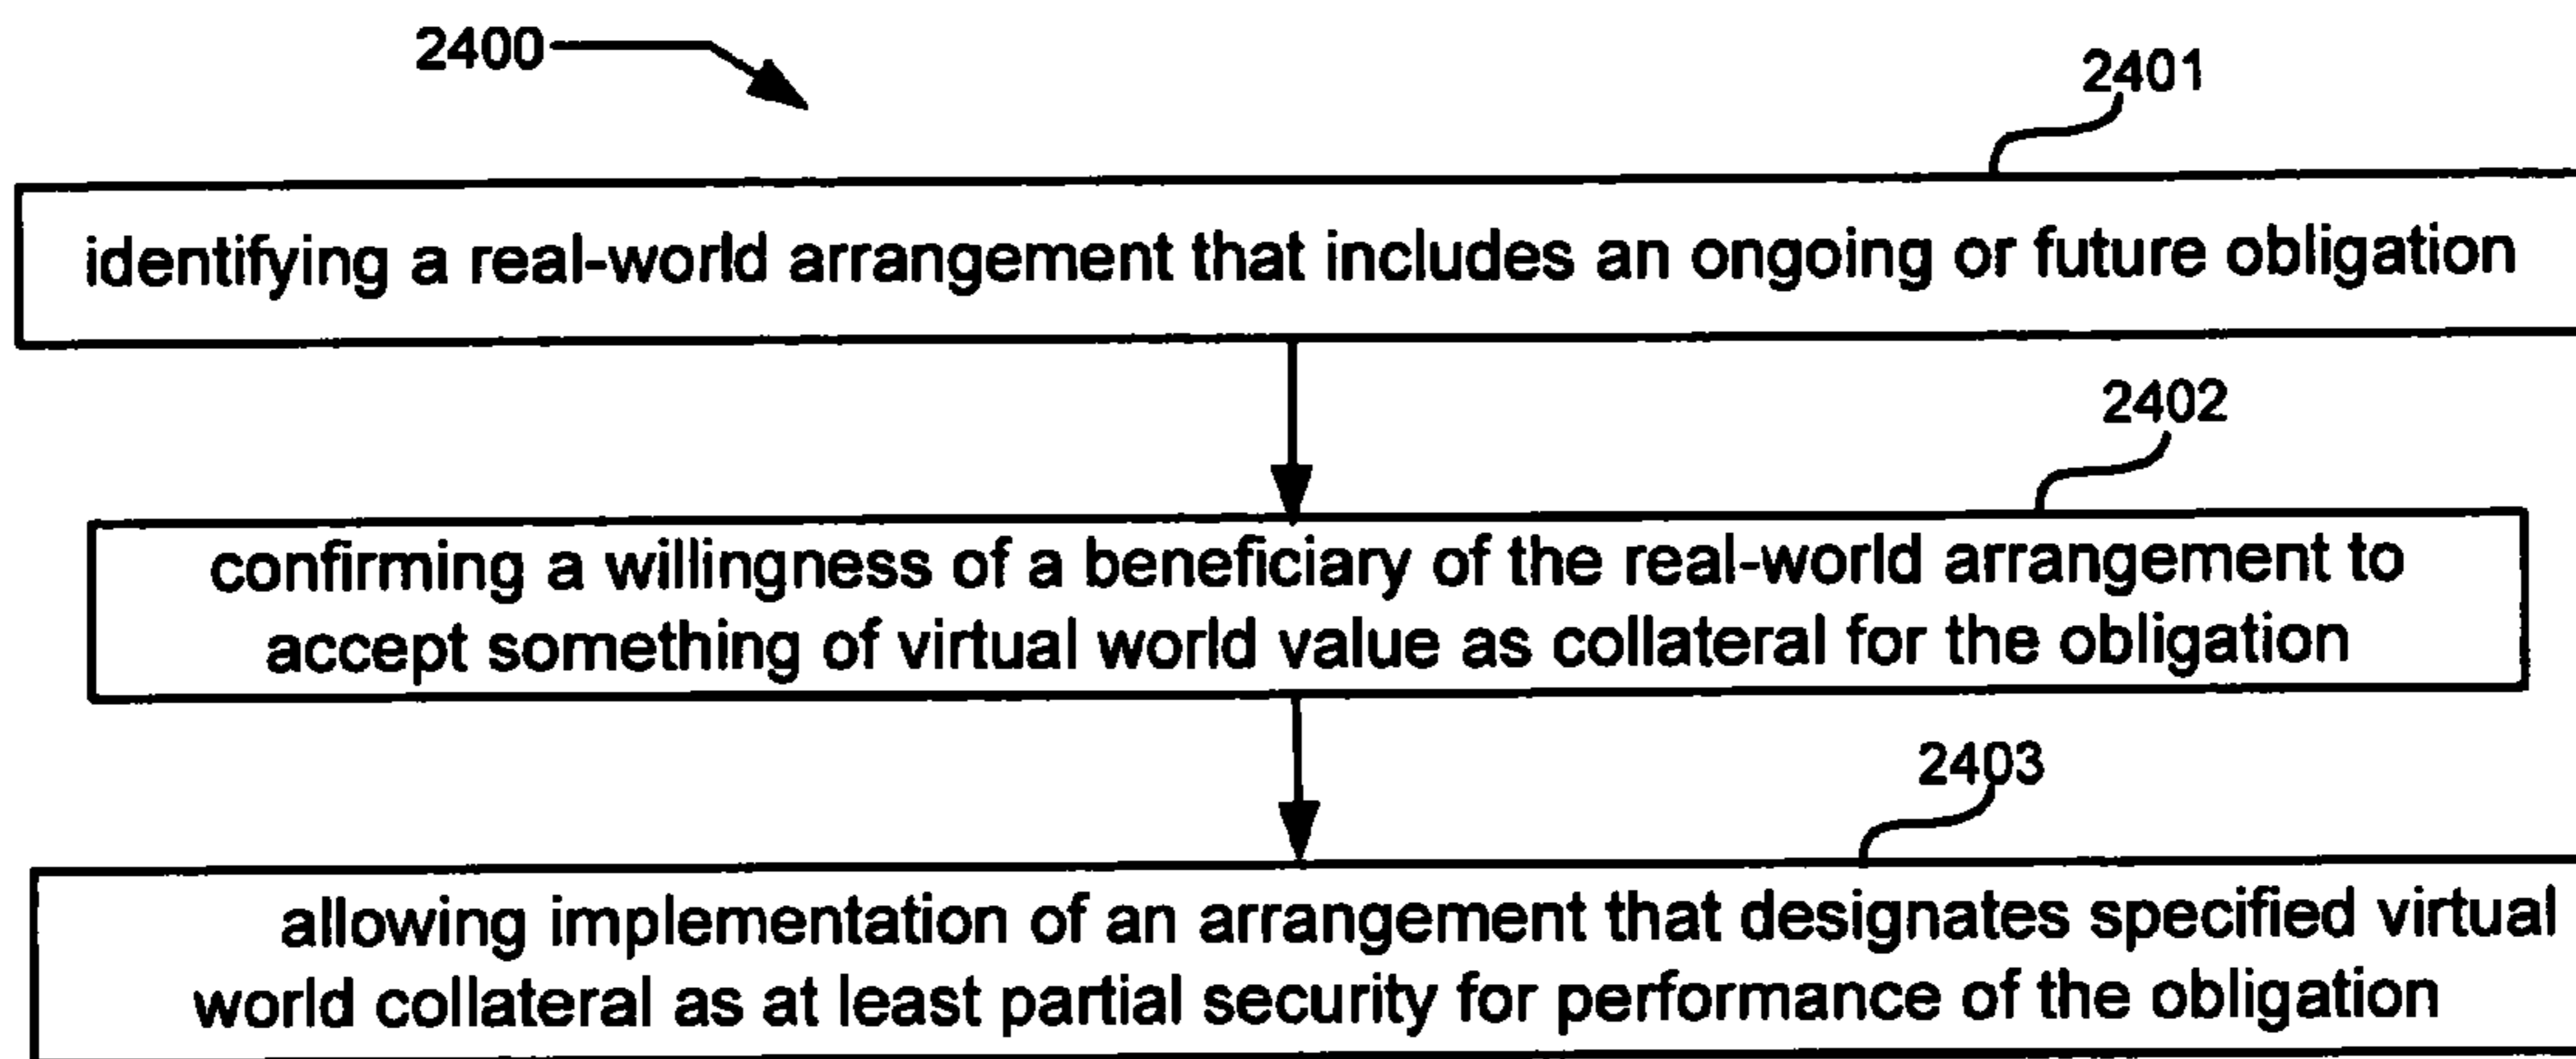 2400
2401
identifying a real-world arrangement that includes an ongoing or future obligation
2402
confirming a willingness of a beneficiary of the real-world arrangement to
accept something of virtual world value as collateral for the obligation
2403
allowing implementation of an arrangement that designates specified virtual
world collateral as at least partial security for performance of the obligation